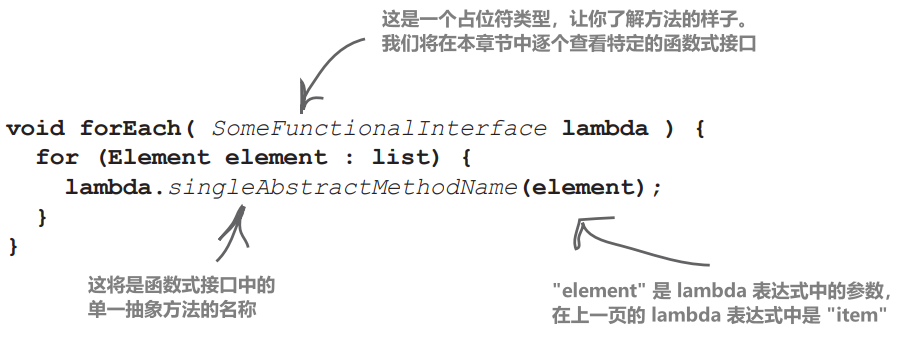 这是一个占位符类型，让你了解方法的样子。
我们将在本章节中逐个查看特定的函数式接口
void forEach( SomeFunctionalInterface lambda ) {
  for (Element element : list) {
    lambda.singleAbstractMethodName(element);
  }
}
这将是函数式接口中的
单一抽象方法的名称
"element" 是 lambda 表达式中的参数，
在上一页的 lambda 表达式中是 "item"